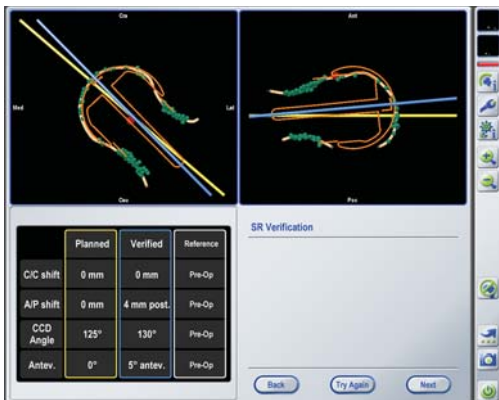 Cra
Med
Lat
Cau
Ant
Pos
SR Verification
Planned Verified Reference
C/C shift 0 mm 0 mm Pre-Op
A/P shift 0 mm 4 mm post. Pre-Op
CCD Angle 125° 130° Pre-Op
Antev. 0° 5° antev. Pre-Op
Back Try Again Next